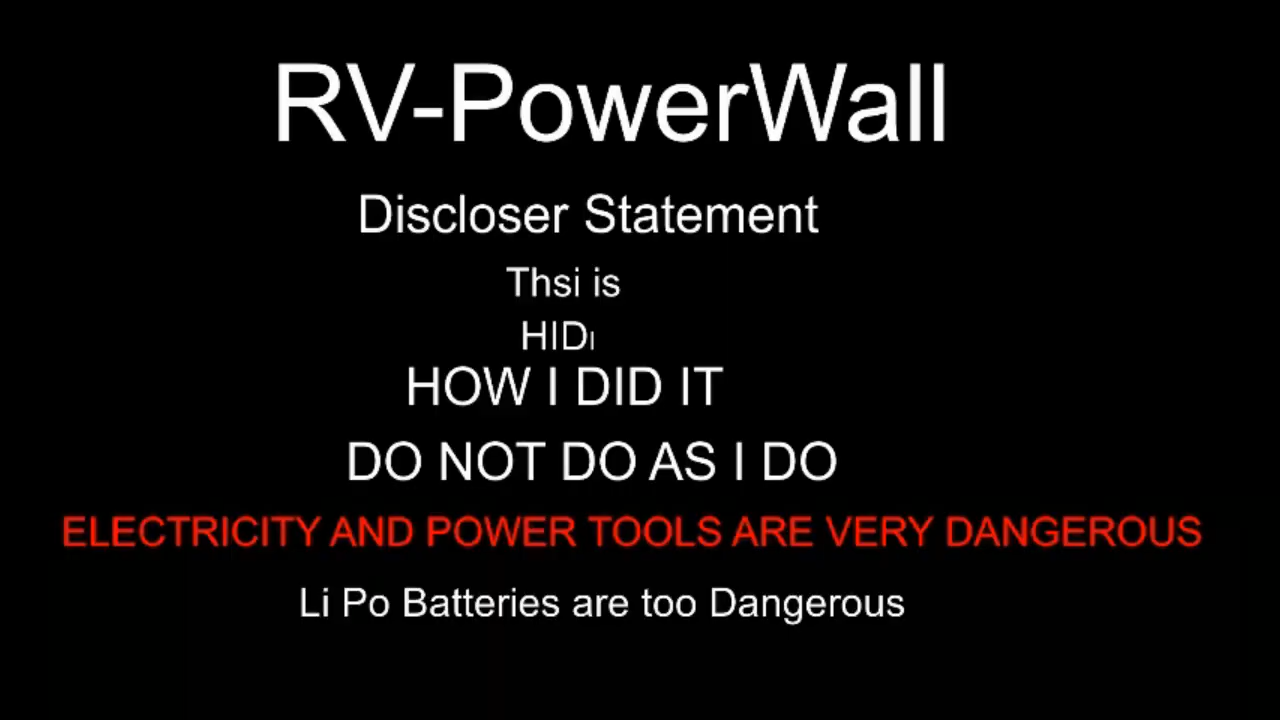 RV-PowerWall
Discloser Statement
Thsi is
HIDI
HOW I DID IT
DO NOT DO AS I DO
ELECTRICITY AND POWER TOOLS ARE VERY DANGEROUS
Li Po Batteries are too Dangerous